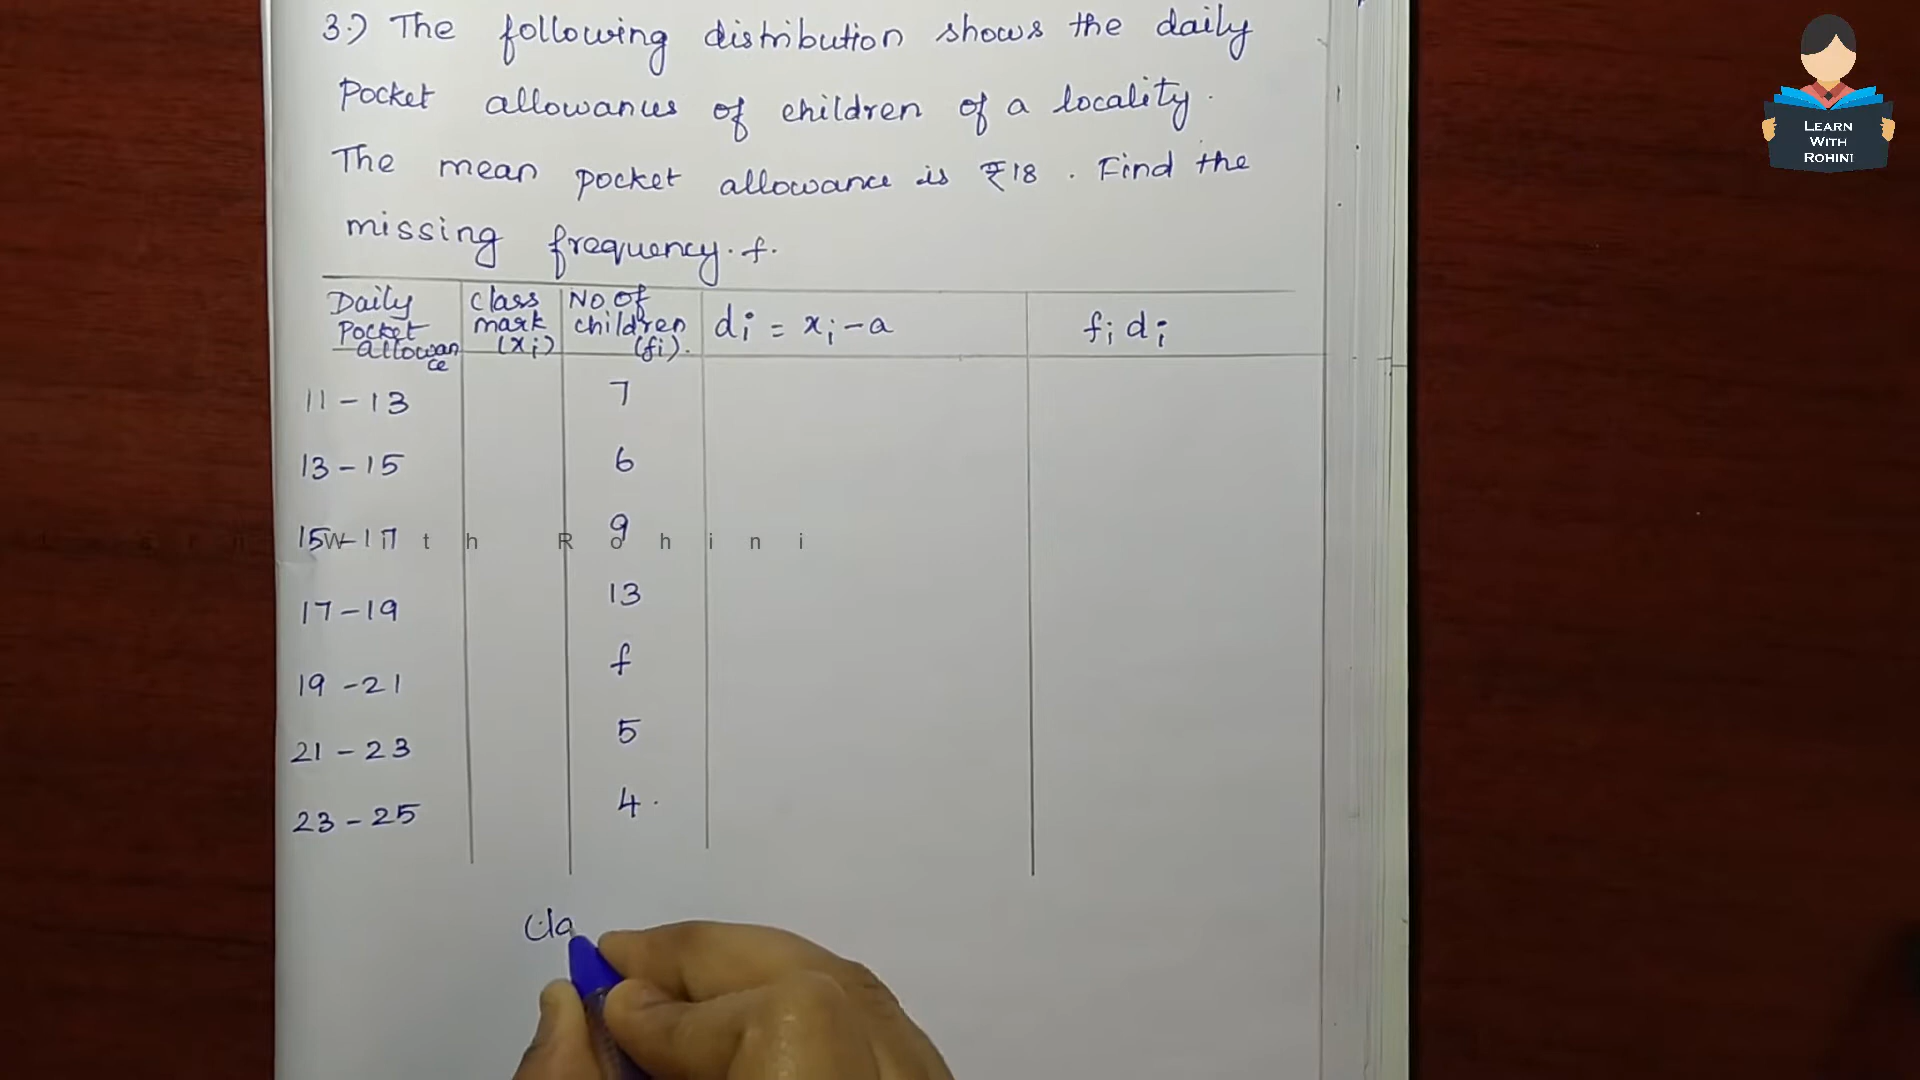 3.) The following distribution shows the daily
Pocket allowances of children of a locality.
The mean pocket allowance is ₹18. Find the
missing frequency. f.
Daily Pocket allowance
Class mark (xi)
No. of children (fi).
di = xi - a
fi di
11 - 13 7
13 - 15 6
15 - 17 9
17 - 19 13
19 - 21 f
21 - 23 5
23 - 25 4.
Cla
Learn With Rohini
LEARN
WITH
ROHINI